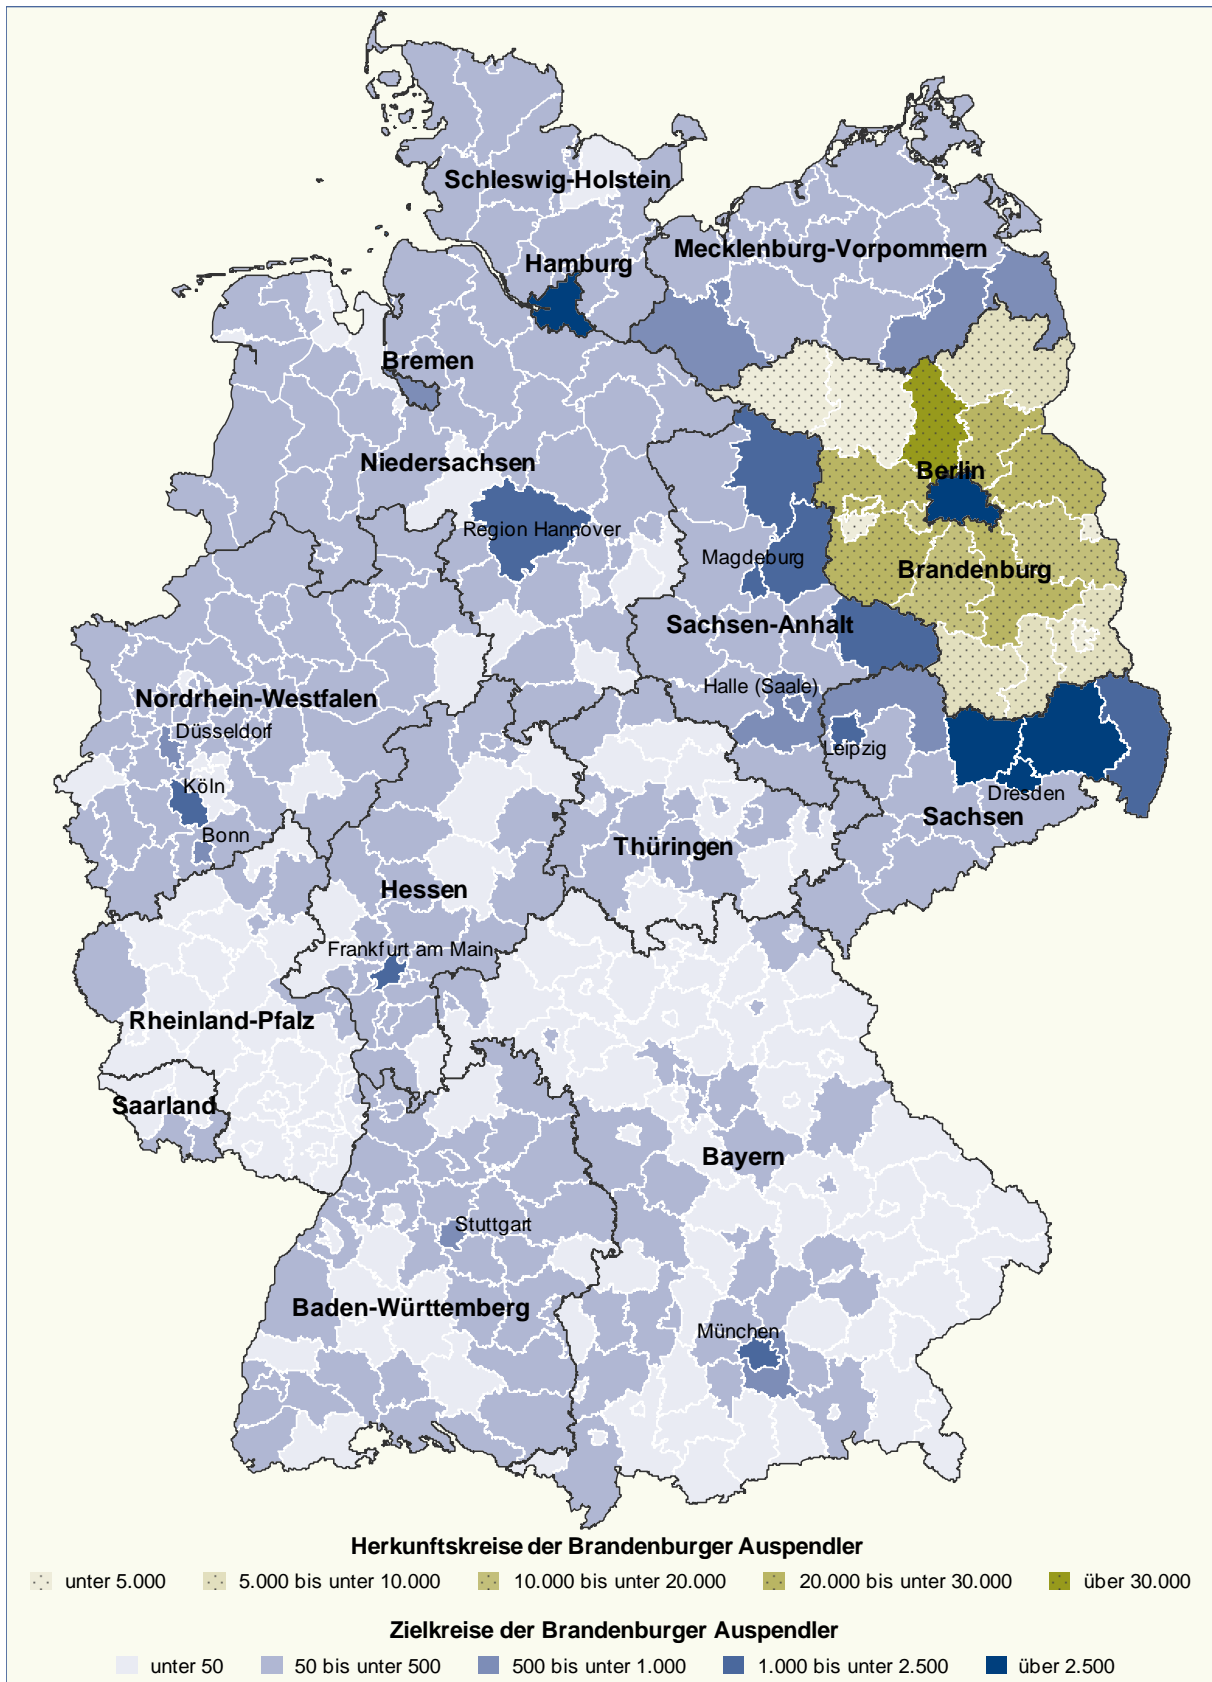 Schleswig-Holstein
Mecklenburg-Vorpommern
Hamburg
Bremen
Niedersachsen
Berlin
Region Hannover
Magdeburg
Brandenburg
Sachsen-Anhalt
Halle (Saale)
Nordrhein-Westfalen
Düsseldorf
Leipzig
Köln
Dresden
Sachsen
Bonn
Thüringen
Hessen
Frankfurt am Main
Rheinland-Pfalz
Saarland
Bayern
Stuttgart
Baden-Württemberg
München
Herkunftskreise der Brandenburger Auspendler
unter 5.000 5.000 bis unter 10.000 10.000 bis unter 20.000 20.000 bis unter 30.000 über 30.000
Zielkreise der Brandenburger Auspendler
unter 50 50 bis unter 500 500 bis unter 1.000 1.000 bis unter 2.500 über 2.500